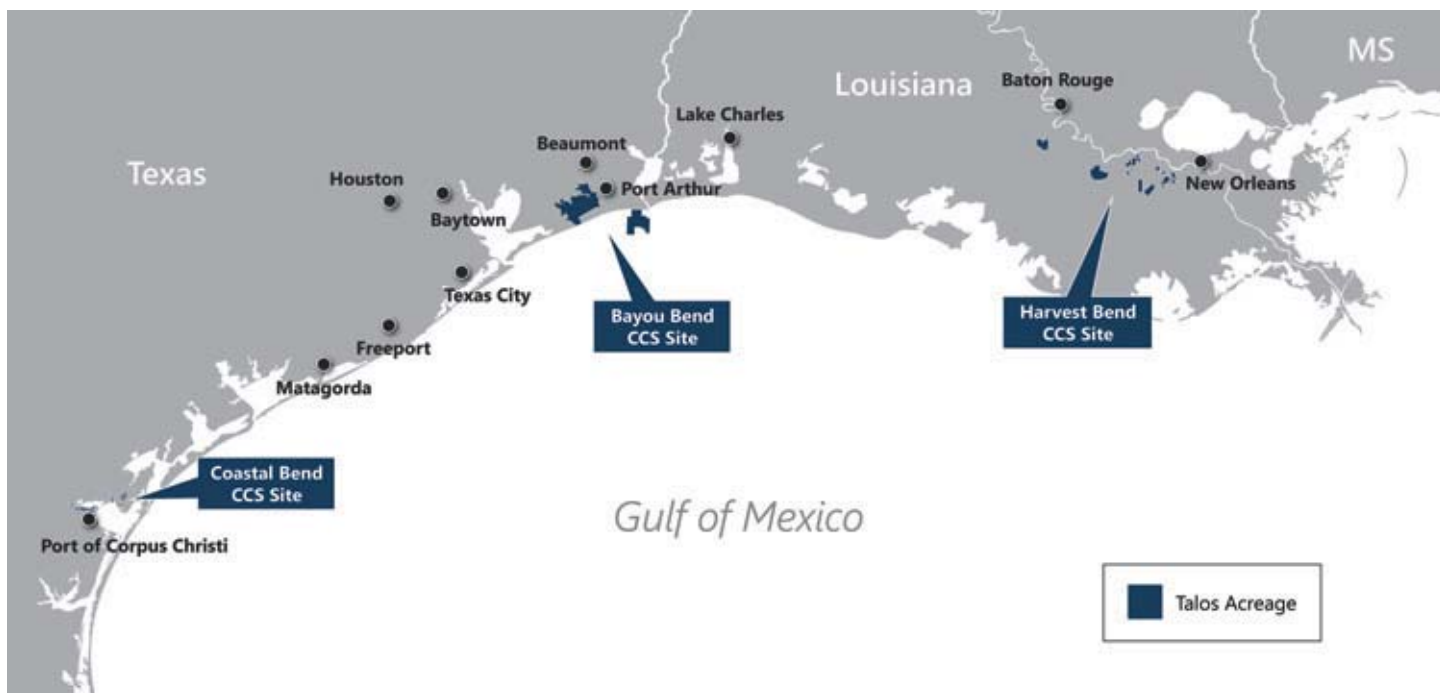 MS
Louisiana
Baton Rouge
Lake Charles
Beaumont
Texas
Houston
Port Arthur
New Orleans
Baytown
Texas City
Bayou Bend
CCS Site
Harvest Bend
CCS Site
Freeport
Matagorda
Coastal Bend
CCS Site
Gulf of Mexico
Port of Corpus Christi
Talos Acreage